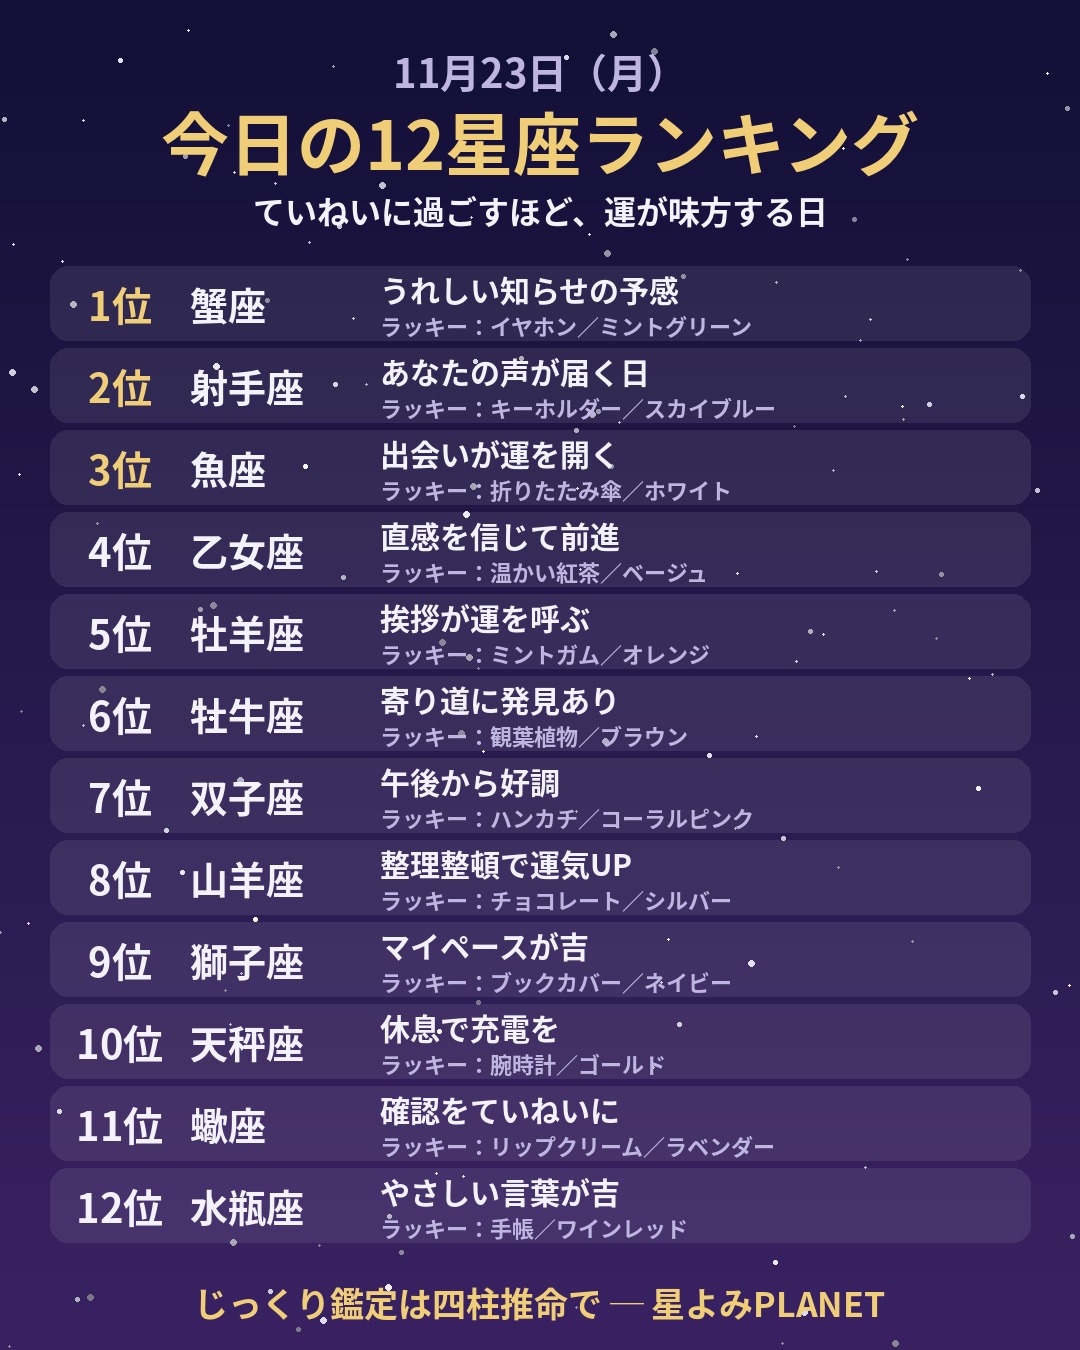 11月23日（月）
今日の12星座ランキング
ていねいに過ごすほど、運が味方する日
1位 蟹座 うれしい知らせの予感
ラッキー：イヤホン／ミントグリーン
2位 射手座 あなたの声が届く日
ラッキー：キーホルダー／スカイブルー
3位 魚座 出会いが運を開く
ラッキー：折りたたみ傘／ホワイト
4位 乙女座 直感を信じて前進
ラッキー：温かい紅茶／ベージュ
5位 牡羊座 挨拶が運を呼ぶ
ラッキー：ミントガム／オレンジ
6位 牡牛座 寄り道に発見あり
ラッキー：観葉植物／ブラウン
7位 双子座 午後から好調
ラッキー：ハンカチ／コーラルピンク
8位 山羊座 整理整頓で運気UP
ラッキー：チョコレート／シルバー
9位 獅子座 マイペースが吉
ラッキー：ブックカバー／ネイビー
10位 天秤座 休息で充電を
ラッキー：腕時計／ゴールド
11位 蠍座 確認をていねいに
ラッキー：リップクリーム／ラベンダー
12位 水瓶座 やさしい言葉が吉
ラッキー：手帳／ワインレッド
じっくり鑑定は四柱推命で ― 星よみPLANET